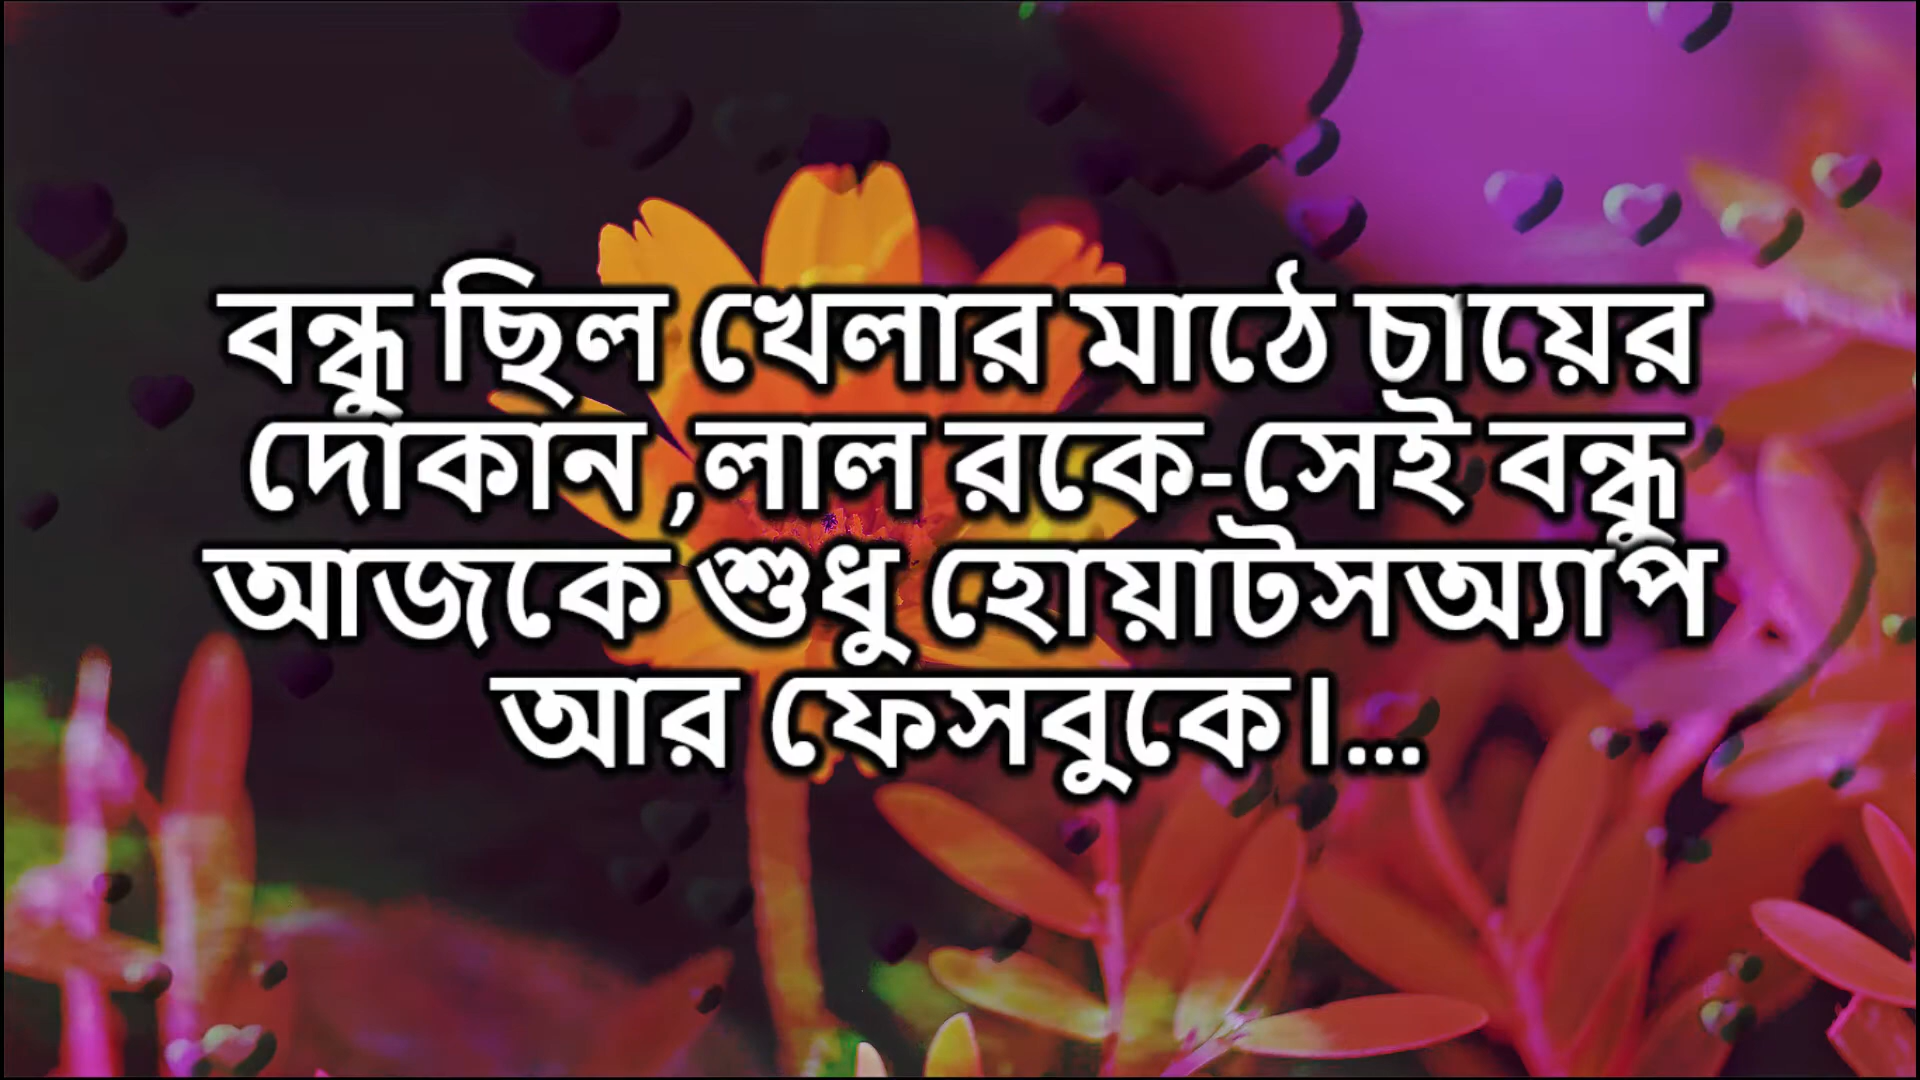 বন্ধু ছিল খেলার মাঠে চায়ের
দোকান ,লাল রকে-সেই বন্ধু
আজকে শুধু হোয়াটসঅ্যাপ
আর ফেসবুকে।...